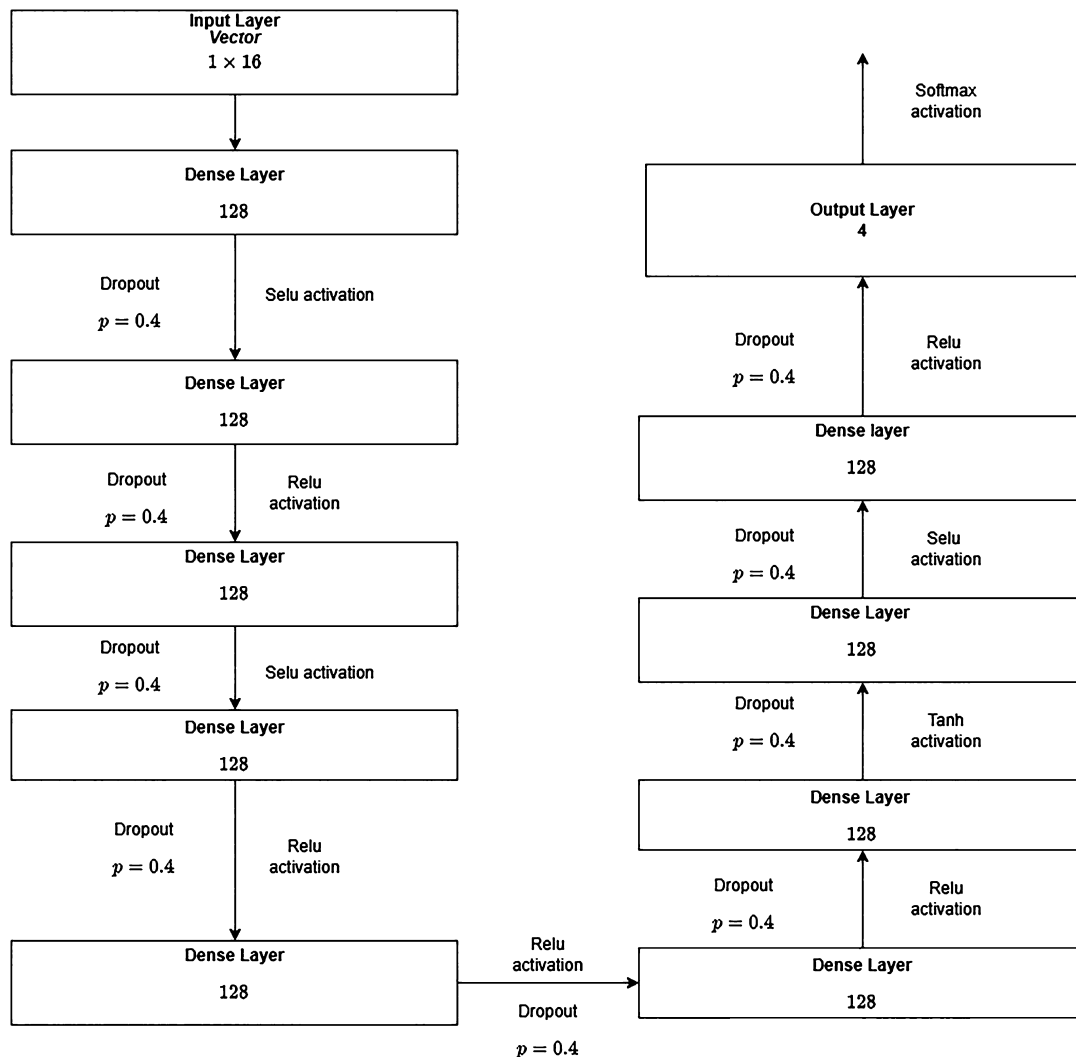 Input Layer
Vector
1 × 16
Dense Layer
128
Dropout
p = 0.4
Selu activation
Dense Layer
128
Dropout
p = 0.4
Relu
activation
Dense Layer
128
Dropout
p = 0.4
Selu activation
Dense Layer
128
Dropout
p = 0.4
Relu
activation
Dense Layer
128
Relu
activation
Dropout
p = 0.4
Dense Layer
128
Dropout
p = 0.4
Relu
activation
Dense Layer
128
Dropout
p = 0.4
Tanh
activation
Dense Layer
128
Dropout
p = 0.4
Selu
activation
Dense layer
128
Dropout
p = 0.4
Relu
activation
Output Layer
4
Softmax
activation